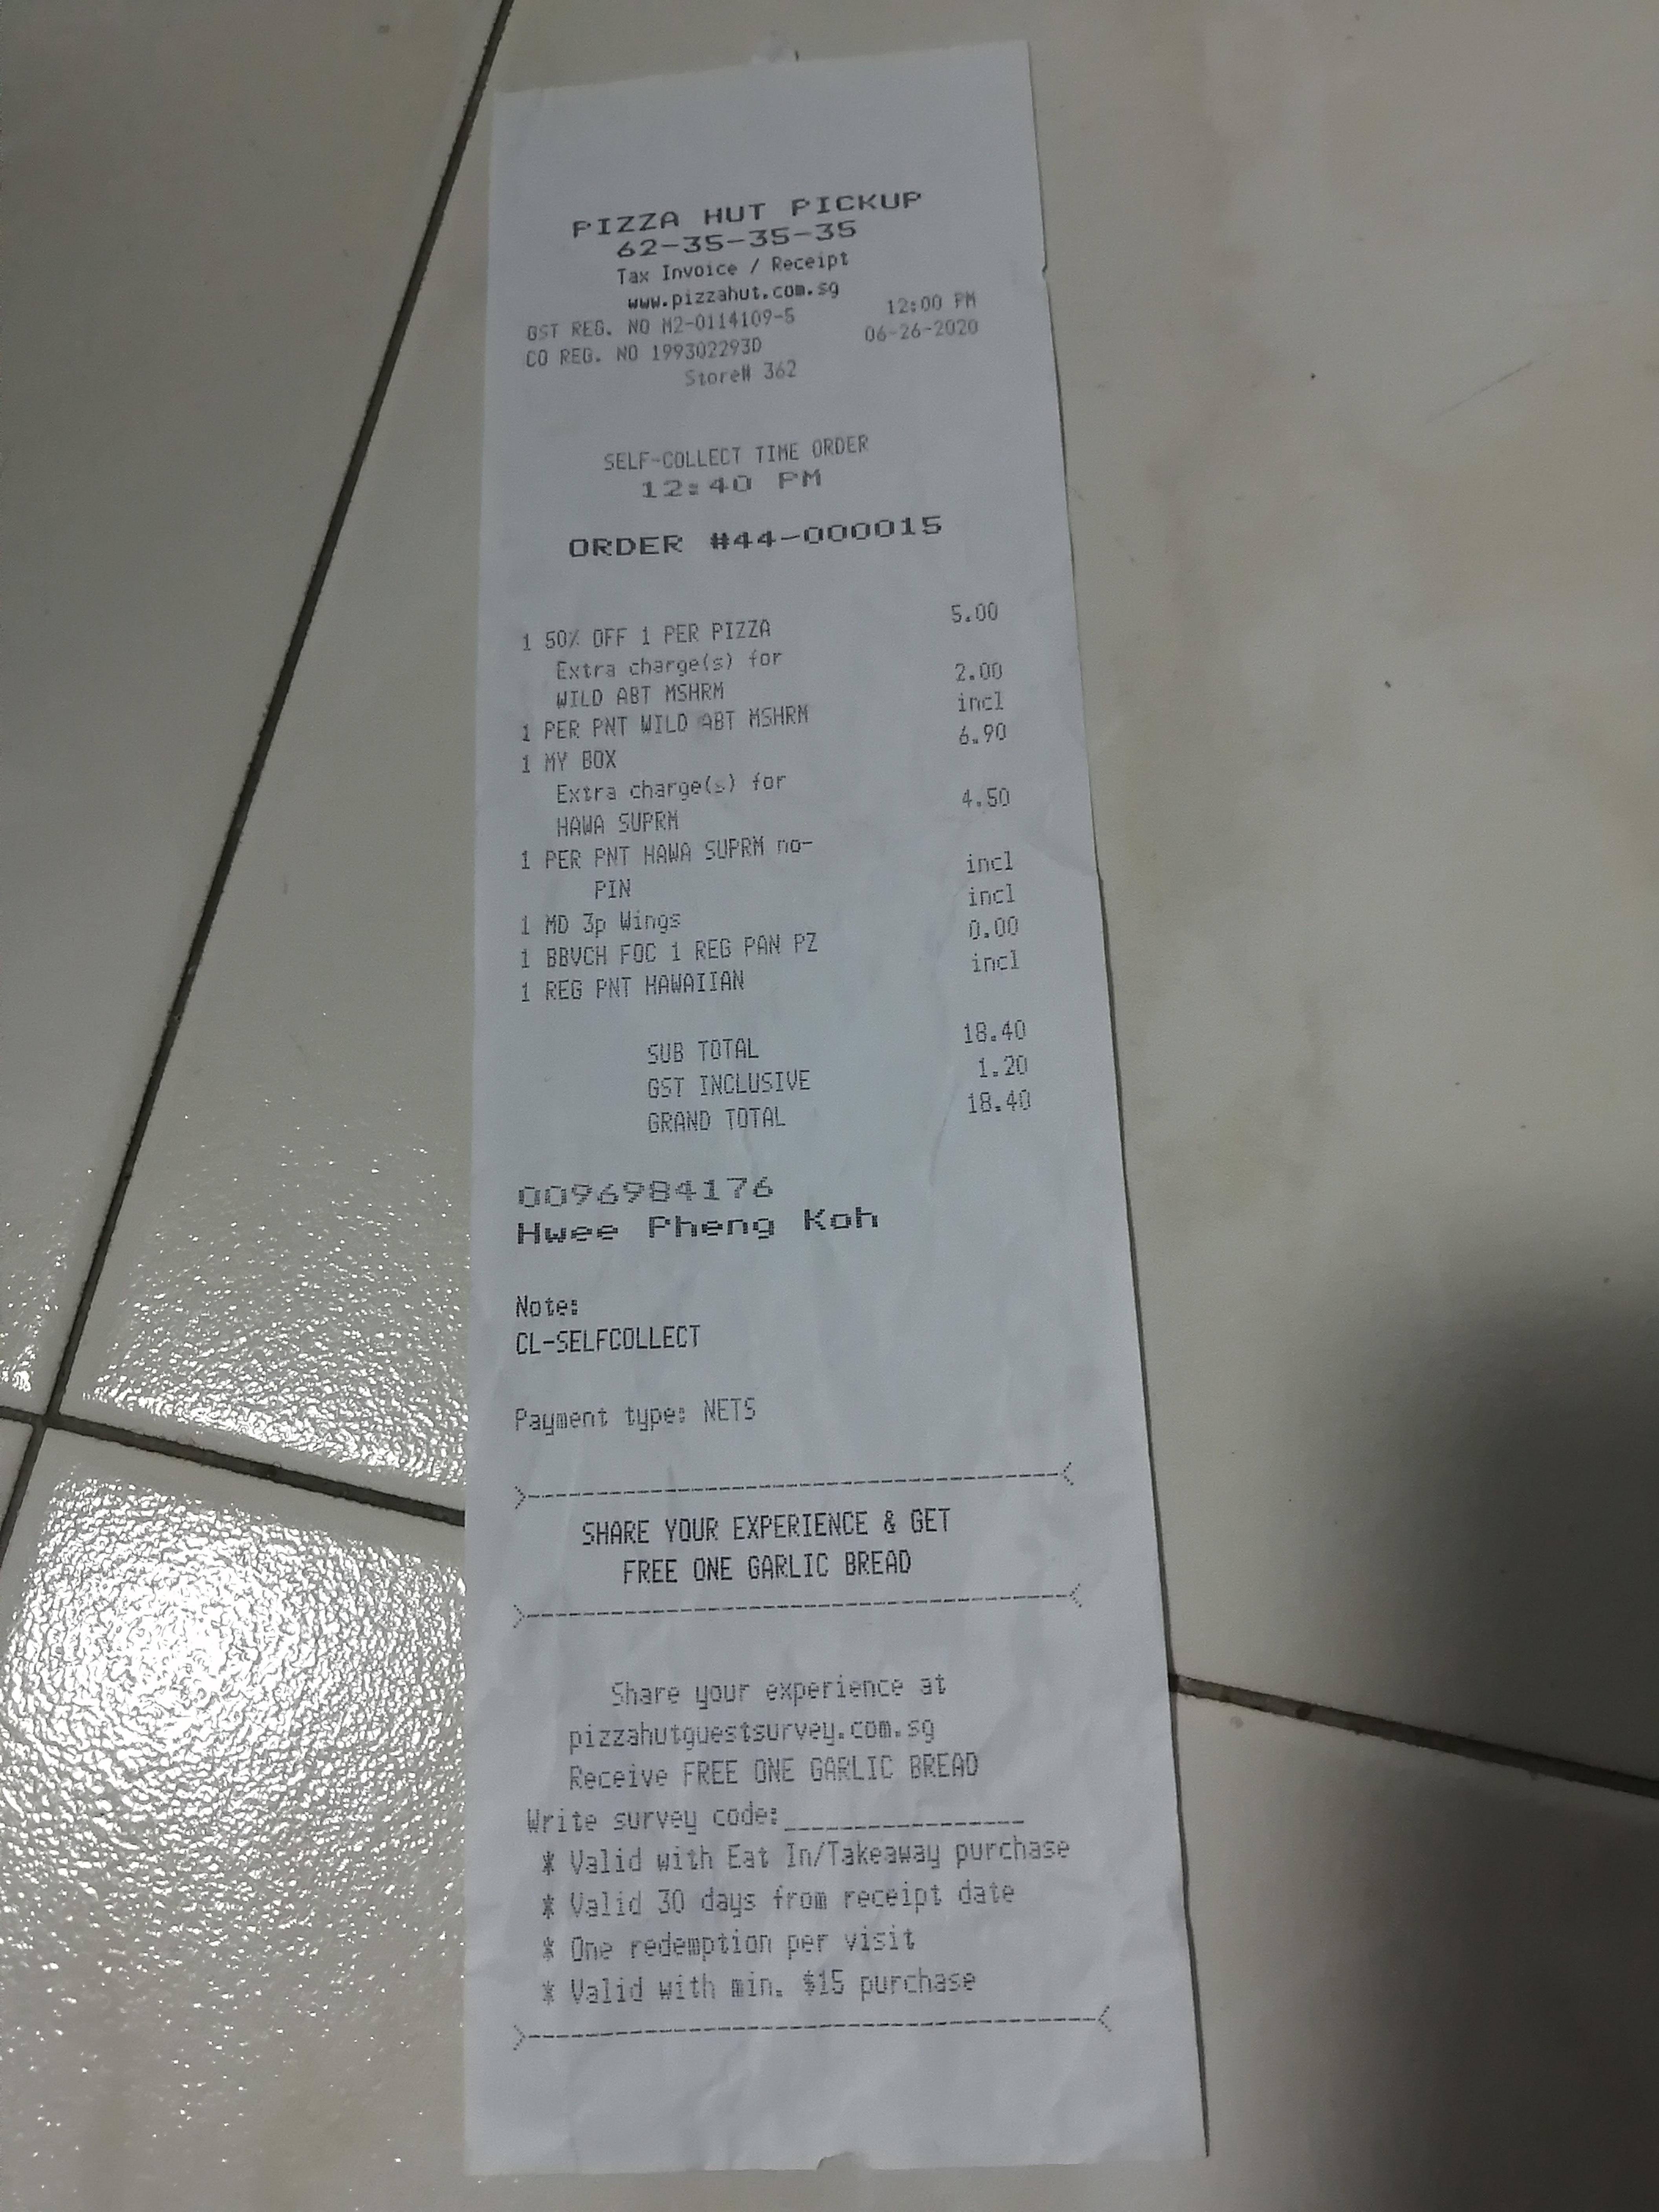 PIZZA HUT PICKUP
62-35-35-35
Tax Invoice / Receipt
www.pizzahut.com.sg
GST REG. NO M2-0114109-5 12:00 PM
CO REG. NO 199302293D 06-26-2020
Store# 362
SELF-COLLECT TIME ORDER
12:40 PM
ORDER #44-000015
1 50% OFF 1 PER PIZZA 5.00
Extra charge(s) for
WILD ABT MSHRM 2.00
1 PER PNT WILD ABT MSHRM incl
1 MY BOX 6.90
Extra charge(s) for
HAWA SUPRM 4.50
1 PER PNT HAWA SUPRM no-
PIN incl
1 MD 3p Wings incl
1 BBVCH FOC 1 REG PAN PZ 0.00
1 REG PNT HAWAIIAN incl
SUB TOTAL 18.40
GST INCLUSIVE 1.20
GRAND TOTAL 18.40
0096984176
Hwee Pheng Koh
Note:
CL-SELFCOLLECT
Payment type: NETS
SHARE YOUR EXPERIENCE & GET
FREE ONE GARLIC BREAD
Share your experience at
pizzahutguestsurvey.com.sg
Receive FREE ONE GARLIC BREAD
Write survey code:________________
* Valid with Eat In/Takeaway purchase
* Valid 30 days from receipt date
* One redemption per visit
* Valid with min. $15 purchase